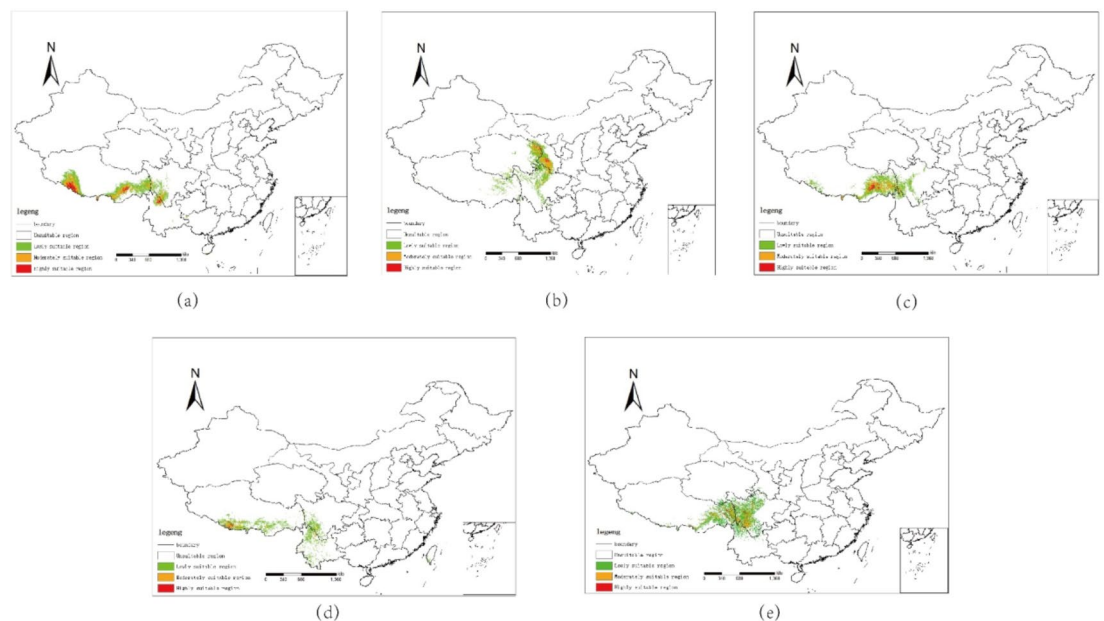 N
legeng
boundary
Unsuitable region
Lowly suitable region
Moderately suitable region
Highly suitable region
(a)
N
legeng
boundary
Unsuitable region
Lowly suitable region
Moderately suitable region
Highly suitable region
(b)
N
legeng
boundary
Unsuitable region
Lowly suitable region
Moderately suitable region
Highly suitable region
(c)
N
legeng
boundary
Unsuitable region
Lowly suitable region
Moderately suitable region
Highly suitable region
(d)
N
legeng
boundary
Unsuitable region
Lowly suitable region
Moderately suitable region
Highly suitable region
(e)